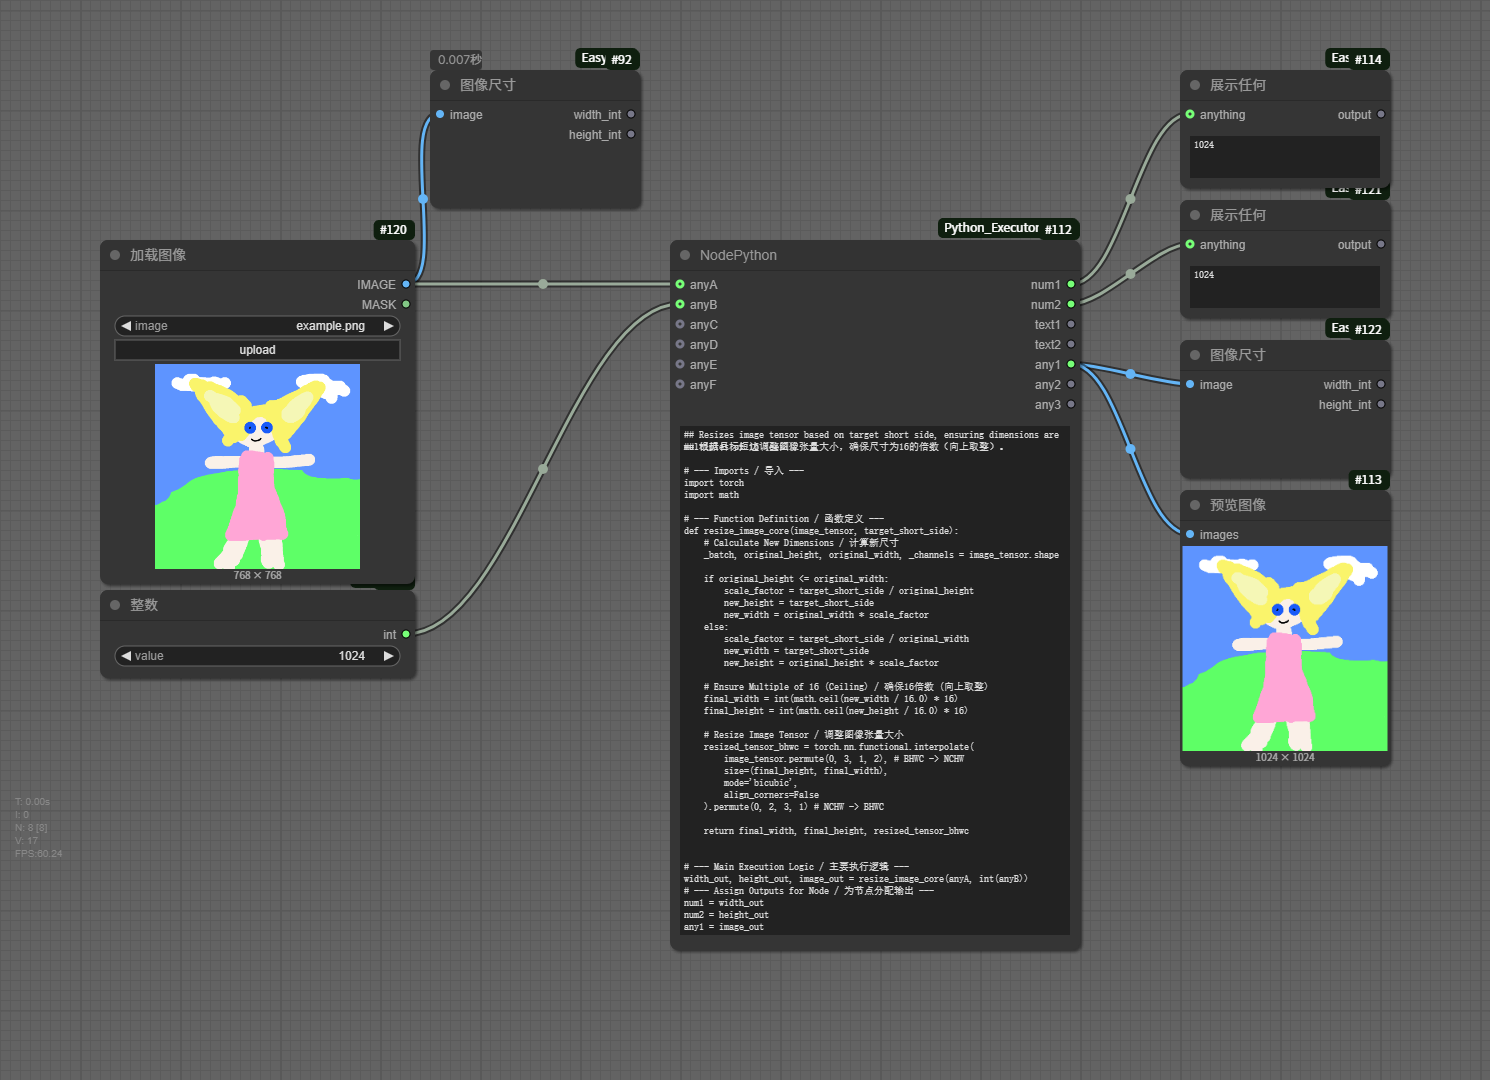 0.007秒
Easy
#92
图像尺寸
image
width_int
height_int
#120
加载图像
IMAGE
MASK
image
example.png
upload
768 × 768
整数
int
value
1024
Python_Executor
#112
NodePython
anyA
num1
anyB
num2
anyC
text1
anyD
text2
anyE
any1
anyF
any2
any3
## Resizes image tensor based on target short side, ensuring dimensions are
根据目标短边调整图像张量大小，确保尺寸为16的倍数（向上取整）.
# --- Imports / 导入 ---
import torch
import math
# --- Function Definition / 函数定义 ---
def resize_image_core(image_tensor, target_short_side):
# Calculate New Dimensions / 计算新尺寸
_batch, original_height, original_width, _channels = image_tensor.shape
if original_height <= original_width:
scale_factor = target_short_side / original_height
new_height = target_short_side
new_width = original_width * scale_factor
else:
scale_factor = target_short_side / original_width
new_width = target_short_side
new_height = original_height * scale_factor
# Ensure Multiple of 16 (Ceiling) / 确保16倍数（向上取整）
final_width = int(math.ceil(new_width / 16.0) * 16)
final_height = int(math.ceil(new_height / 16.0) * 16)
# Resize Image Tensor / 调整图像张量大小
resized_tensor_bhwc = torch.nn.functional.interpolate(
image_tensor.permute(0, 3, 1, 2), # BHWC -> NCHW
size=(final_height, final_width),
mode='bicubic',
align_corners=False
).permute(0, 2, 3, 1) # NCHW -> BHWC
return final_width, final_height, resized_tensor_bhwc
# --- Main Execution Logic / 主要执行逻辑 ---
width_out, height_out, image_out = resize_image_core(anyA, int(anyB))
# --- Assign Outputs for Node / 为节点分配输出 ---
num1 = width_out
num2 = height_out
any1 = image_out
#114
展示任何
anything
output
1024
#121
展示任何
anything
output
1024
#122
图像尺寸
image
width_int
height_int
#113
预览图像
images
1024 × 1024
T: 0.00s
I: 0
N: 8 [8]
V: 17
FPS:60.24